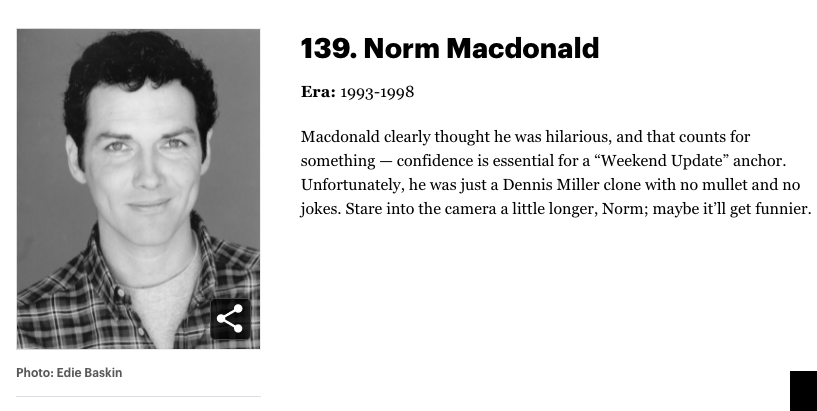 139. Norm Macdonald
Era: 1993-1998
Macdonald clearly thought he was hilarious, and that counts for
something — confidence is essential for a “Weekend Update” anchor.
Unfortunately, he was just a Dennis Miller clone with no mullet and no
jokes. Stare into the camera a little longer, Norm; maybe it’ll get funnier.
Photo: Edie Baskin